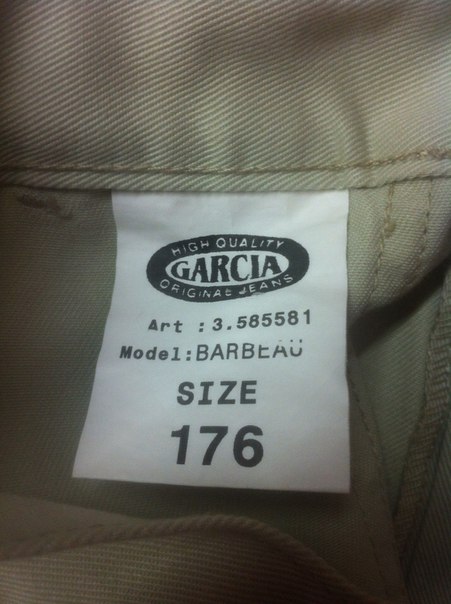 HIGH QUALITY
GARCIA
ORIGINAL JEANS
Art :3.585581
Model:BARBEAU
SIZE
176